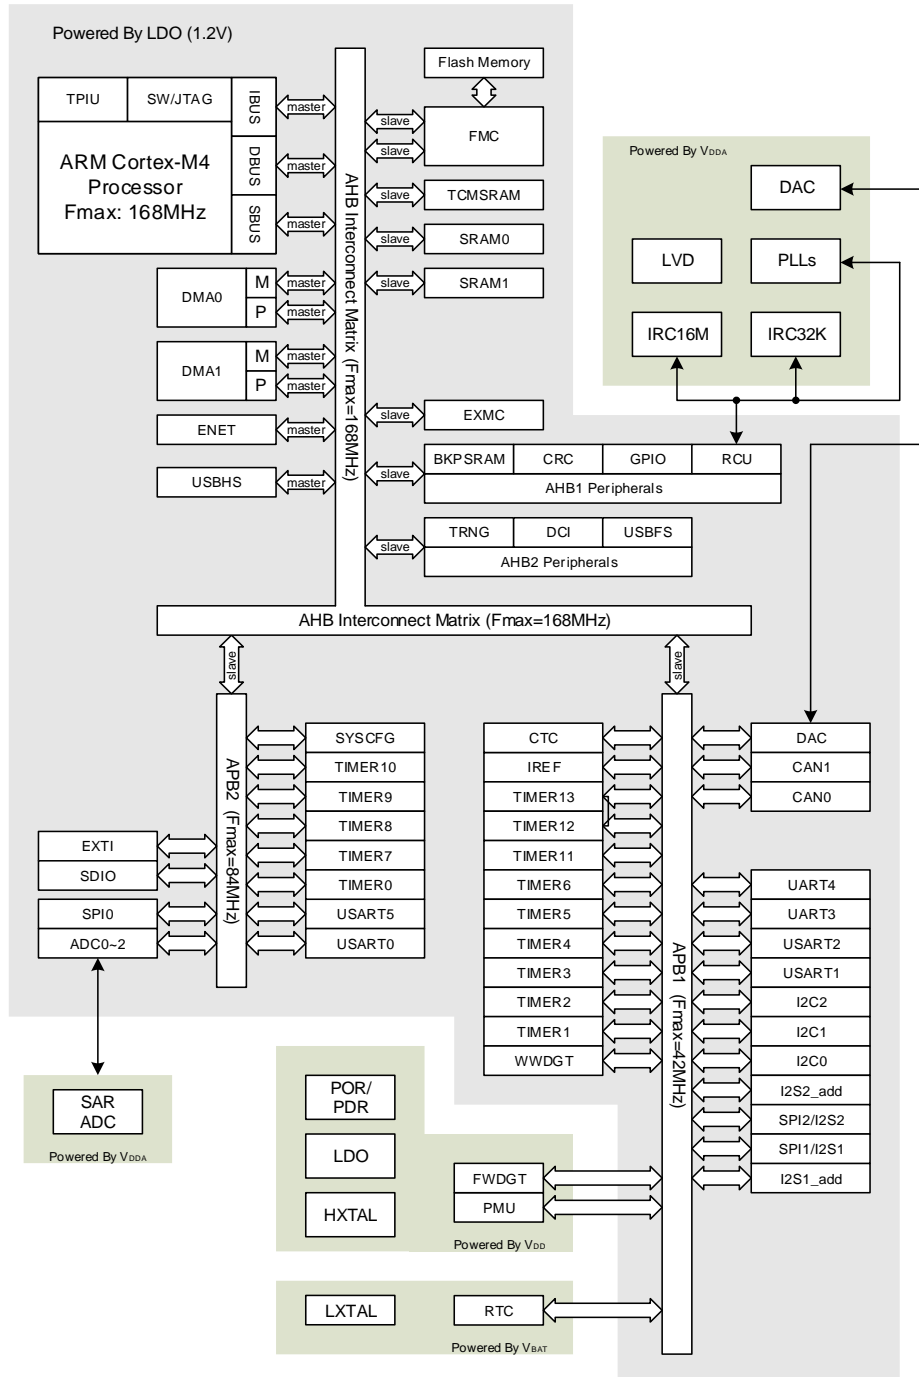 Powered By LDO (1.2V)
Flash Memory
TPIU
SW/JTAG
IBUS
master
slave
slave
FMC
ARM Cortex-M4
Processor
Fmax: 168MHz
DBUS
master
SBUS
master
slave
TCMSRAM
slave
SRAM0
AHB Interconnect Matrix (Fmax=168MHz)
DMA0
M
master
P
master
slave
SRAM1
DMA1
M
master
P
master
ENET
master
slave
EXMC
USBHS
master
slave
BKPSRAM
CRC
GPIO
RCU
AHB1 Peripherals
slave
TRNG
DCI
USBFS
AHB2 Peripherals
Powered By VDDA
DAC
LVD
PLLs
IRC16M
IRC32K
AHB Interconnect Matrix (Fmax=168MHz)
slave
slave
APB2 (Fmax=84MHz)
SYSCFG
TIMER10
TIMER9
TIMER8
TIMER7
TIMER0
USART5
USART0
EXTI
SDIO
SPI0
ADC0~2
SAR
ADC
Powered By VDDA
CTC
IREF
TIMER13
TIMER12
TIMER11
TIMER6
TIMER5
TIMER4
TIMER3
TIMER2
TIMER1
WWDGT
APB1 (Fmax=42MHz)
DAC
CAN1
CAN0
UART4
UART3
USART2
USART1
I2C2
I2C1
I2C0
I2S2_add
SPI2/I2S2
SPI1/I2S1
I2S1_add
POR/
PDR
LDO
HXTAL
FWDGT
PMU
Powered By VDD
LXTAL
RTC
Powered By VBAT